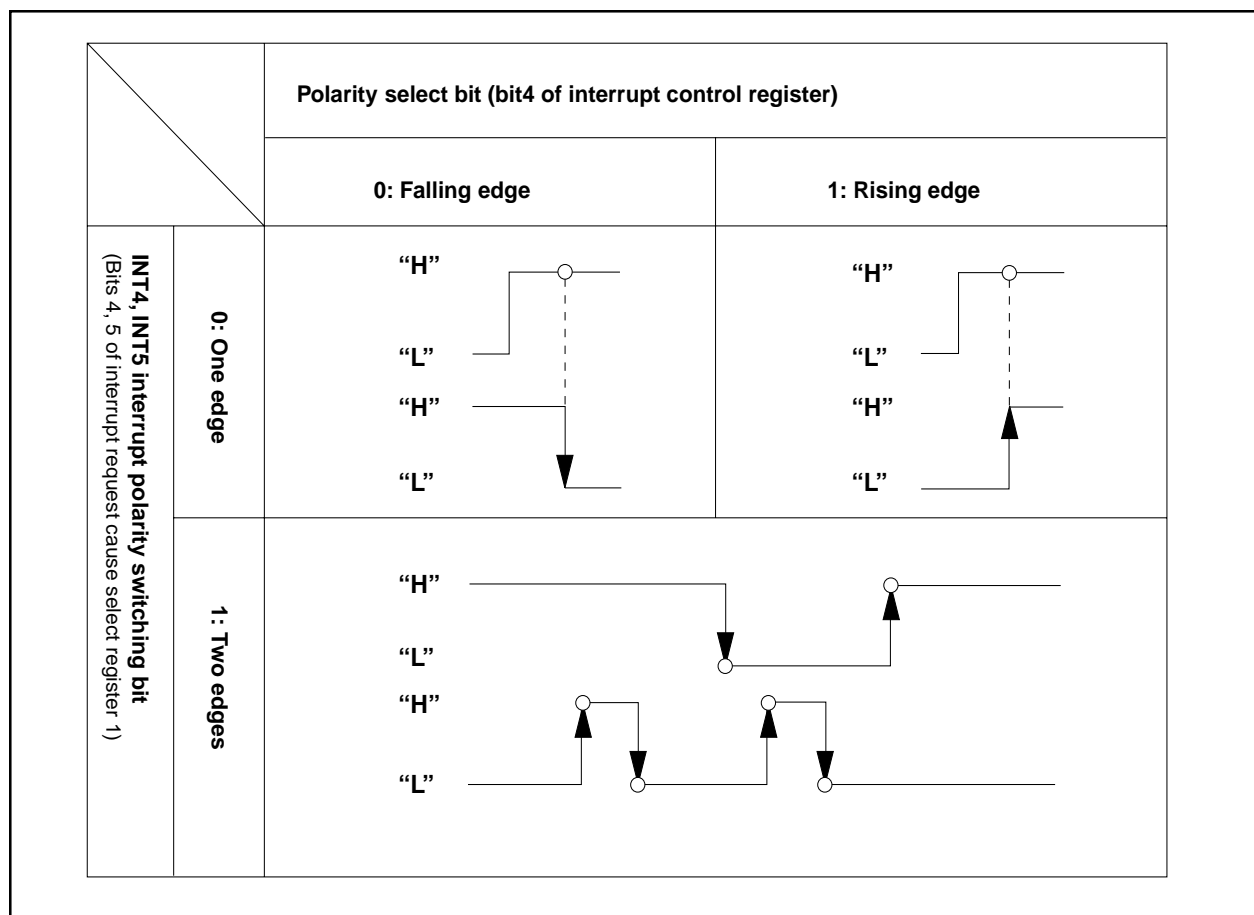 Polarity select bit (bit4 of interrupt control register)
0: Falling edge
1: Rising edge
INT4, INT5 interrupt polarity switching bit
(Bits 4, 5 of interrupt request cause select register 1)
0: One edge
“H”
“L”
“H”
“L”
“H”
“L”
“H”
“L”
1: Two edges
“H”
“L”
“H”
“L”